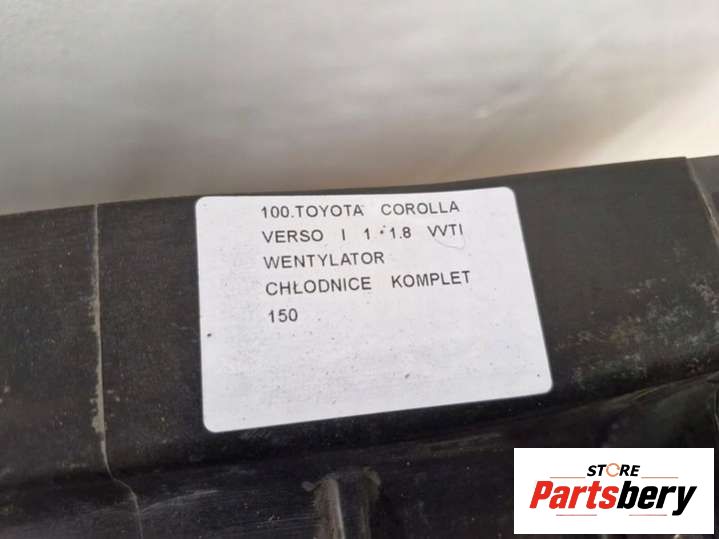 100.TOYOTA COROLLA
VERSO I 1 1.8 VVTI
WENTYLATOR
CHŁODNICE KOMPLET
150
STORE
Partsbery